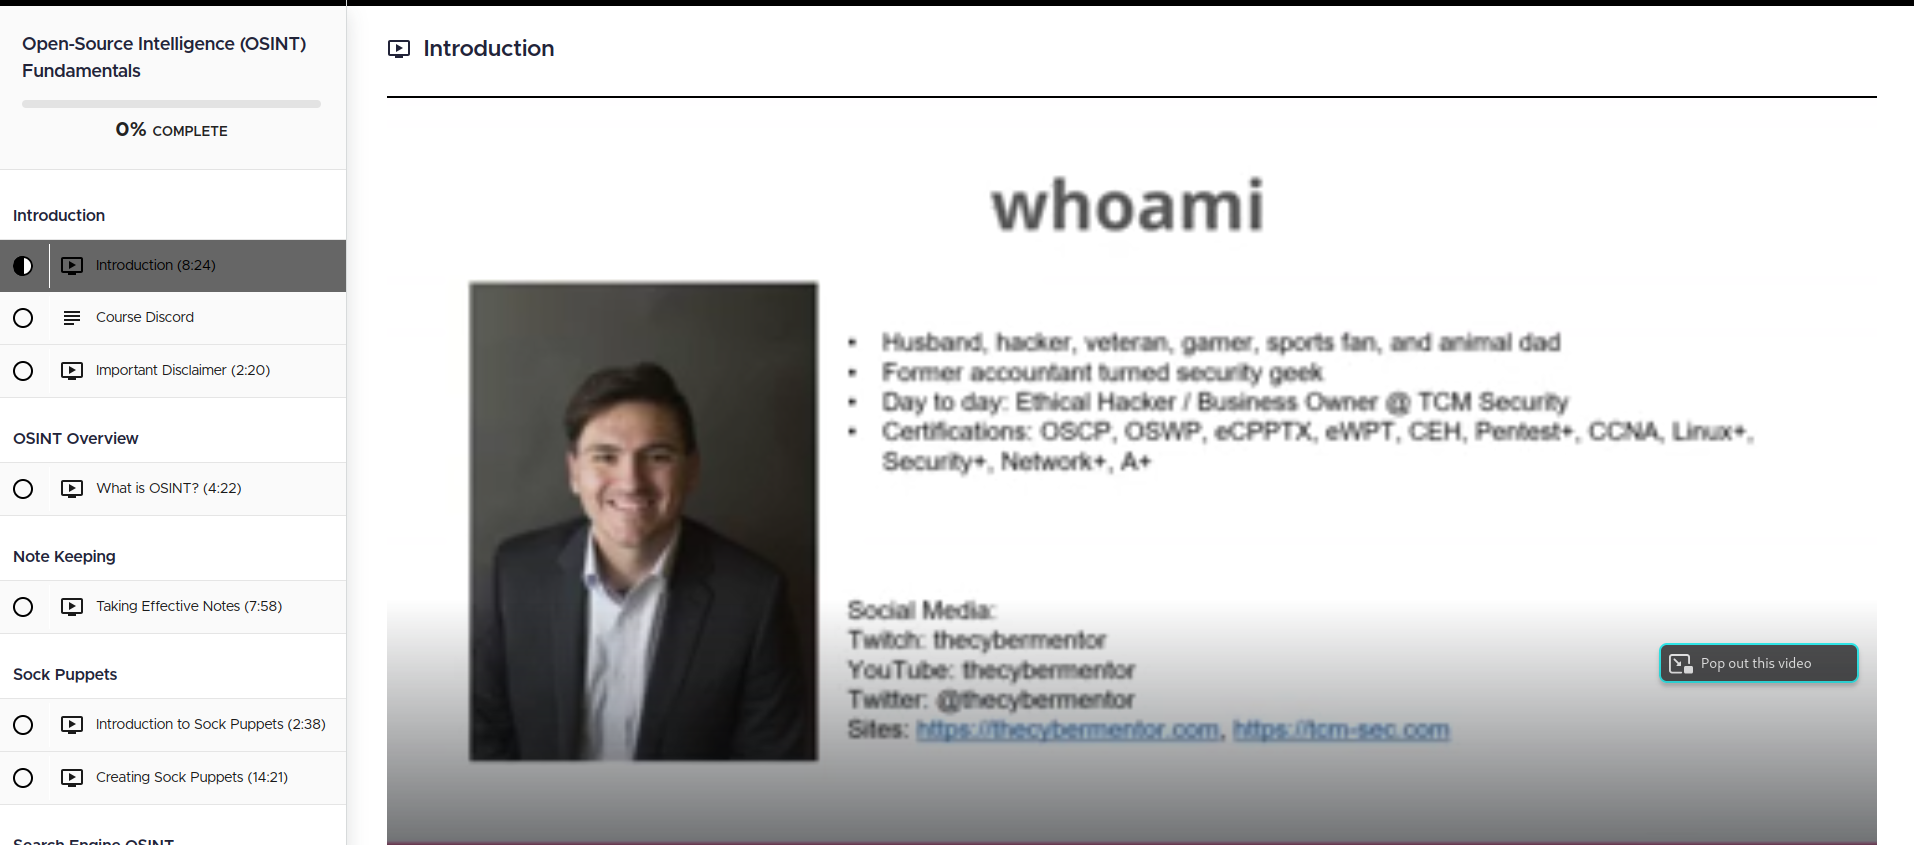 Open-Source Intelligence (OSINT)
Fundamentals
0% COMPLETE
Introduction
Introduction (8:24)
Course Discord
Important Disclaimer (2:20)
OSINT Overview
What is OSINT? (4:22)
Note Keeping
Taking Effective Notes (7:58)
Sock Puppets
Introduction to Sock Puppets (2:38)
Creating Sock Puppets (14:21)
Search Engine OSINT
Introduction
whoami
• Husband, hacker, veteran, gamer, sports fan, and animal dad
• Former accountant turned security geek
• Day to day: Ethical Hacker / Business Owner @ TCM Security
• Certifications: OSCP, OSWP, eCPPTX, eWPT, CEH, Pentest+, CCNA, Linux+,
Security+, Network+, A+
Social Media:
Twitch: thecybermentor
YouTube: thecybermentor
Twitter: @thecybermentor
Sites: https://thecybermentor.com, https://tcm-sec.com
Pop out this video